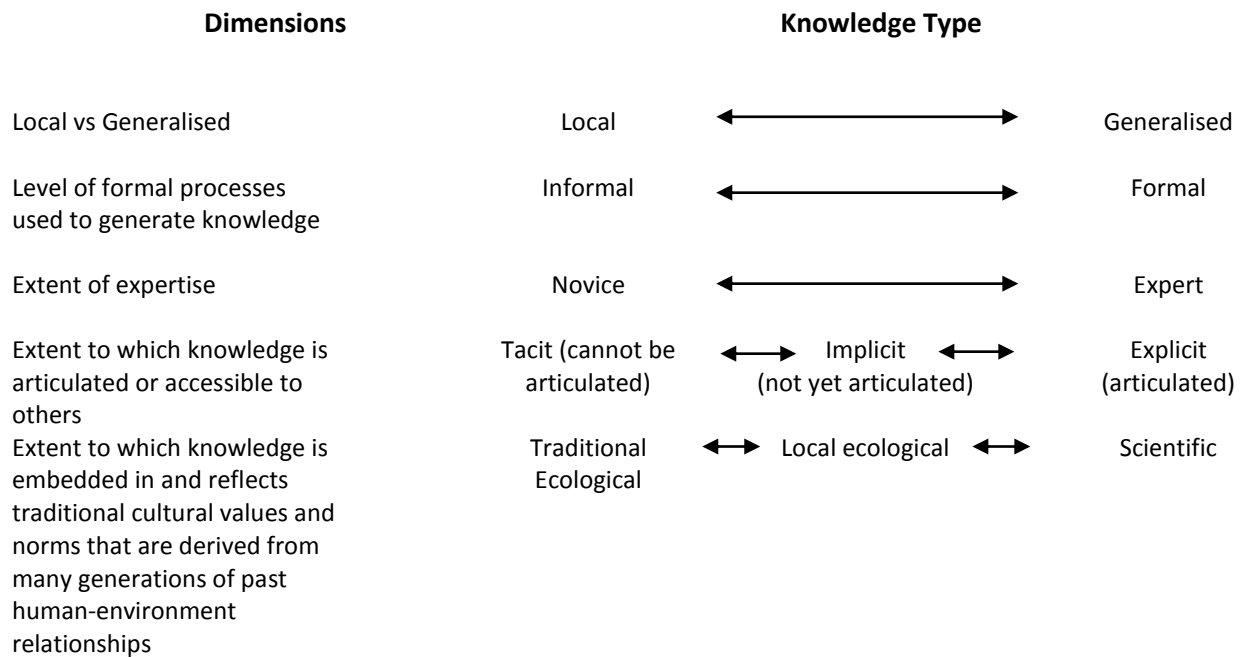 Dimensions Knowledge Type
Local vs Generalised Local Generalised
Level of formal processes Informal Formal
used to generate knowledge
Extent of expertise Novice Expert
Extent to which knowledge is Tacit (cannot be Implicit Explicit
articulated or accessible to articulated) (not yet articulated) (articulated)
others
Extent to which knowledge is Traditional Local ecological Scientific
embedded in and reflects Ecological
traditional cultural values and
norms that are derived from
many generations of past
human-environment
relationships